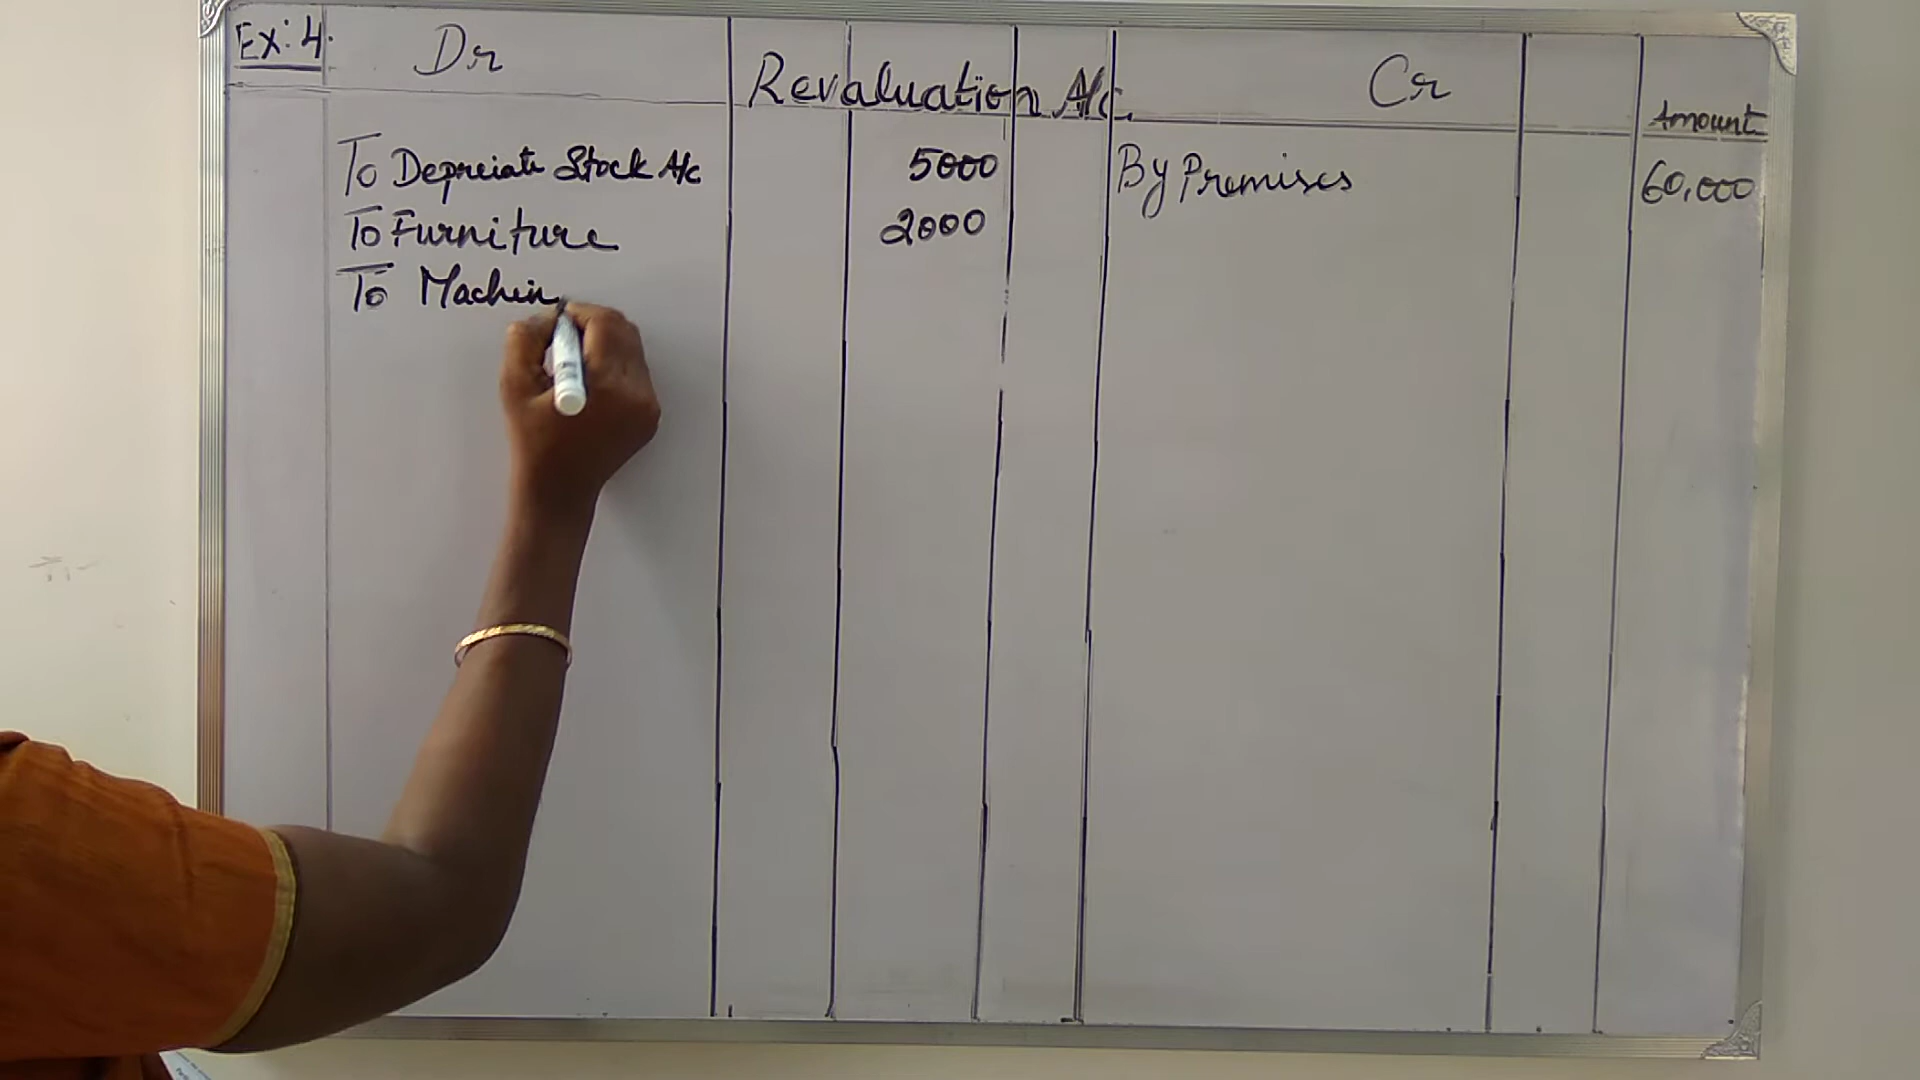 Ex: 4.
Dr
Revaluation A/c.
Cr
Amount
To Depreciate Stock A/c 5000
By Premises 60,000
To Furniture 2000
To Machin